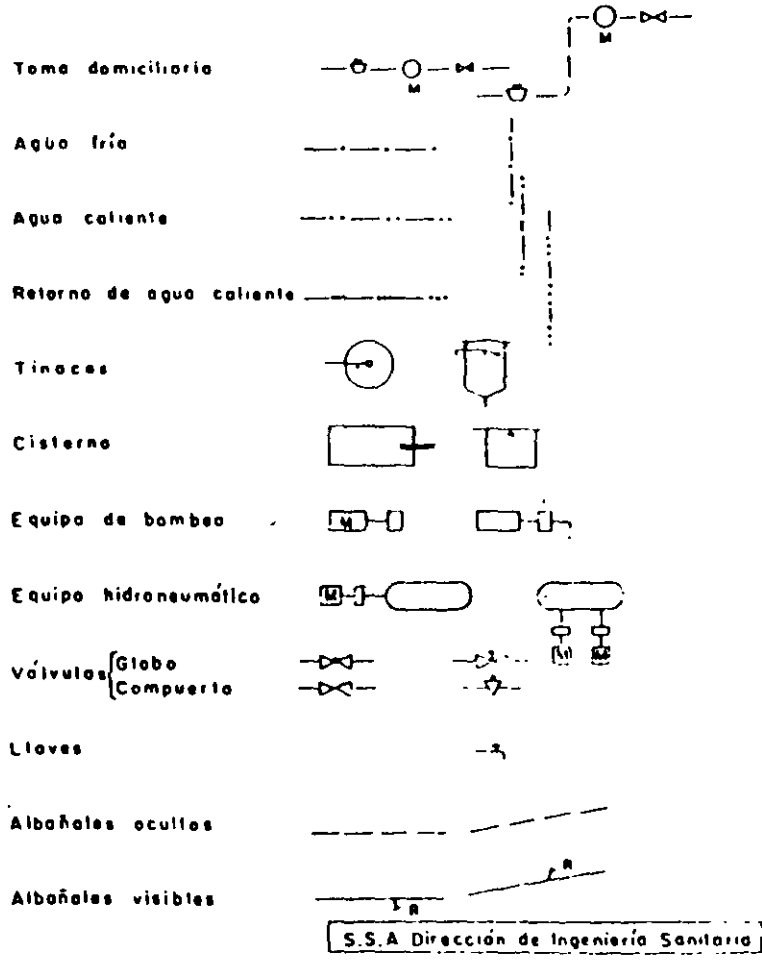 M
Toma domiciliaria
M
Agua fría
Agua caliente
Retorno de agua caliente
Tinacos
Cisterna
Equipo de bombeo
M
Equipo hidroneumático
M
M
M
Válvulas { Globo
Compuerta
Llaves
Albañales ocultos
Albañales visibles
R
R
S.S.A Dirección de Ingeniería Sanitaria